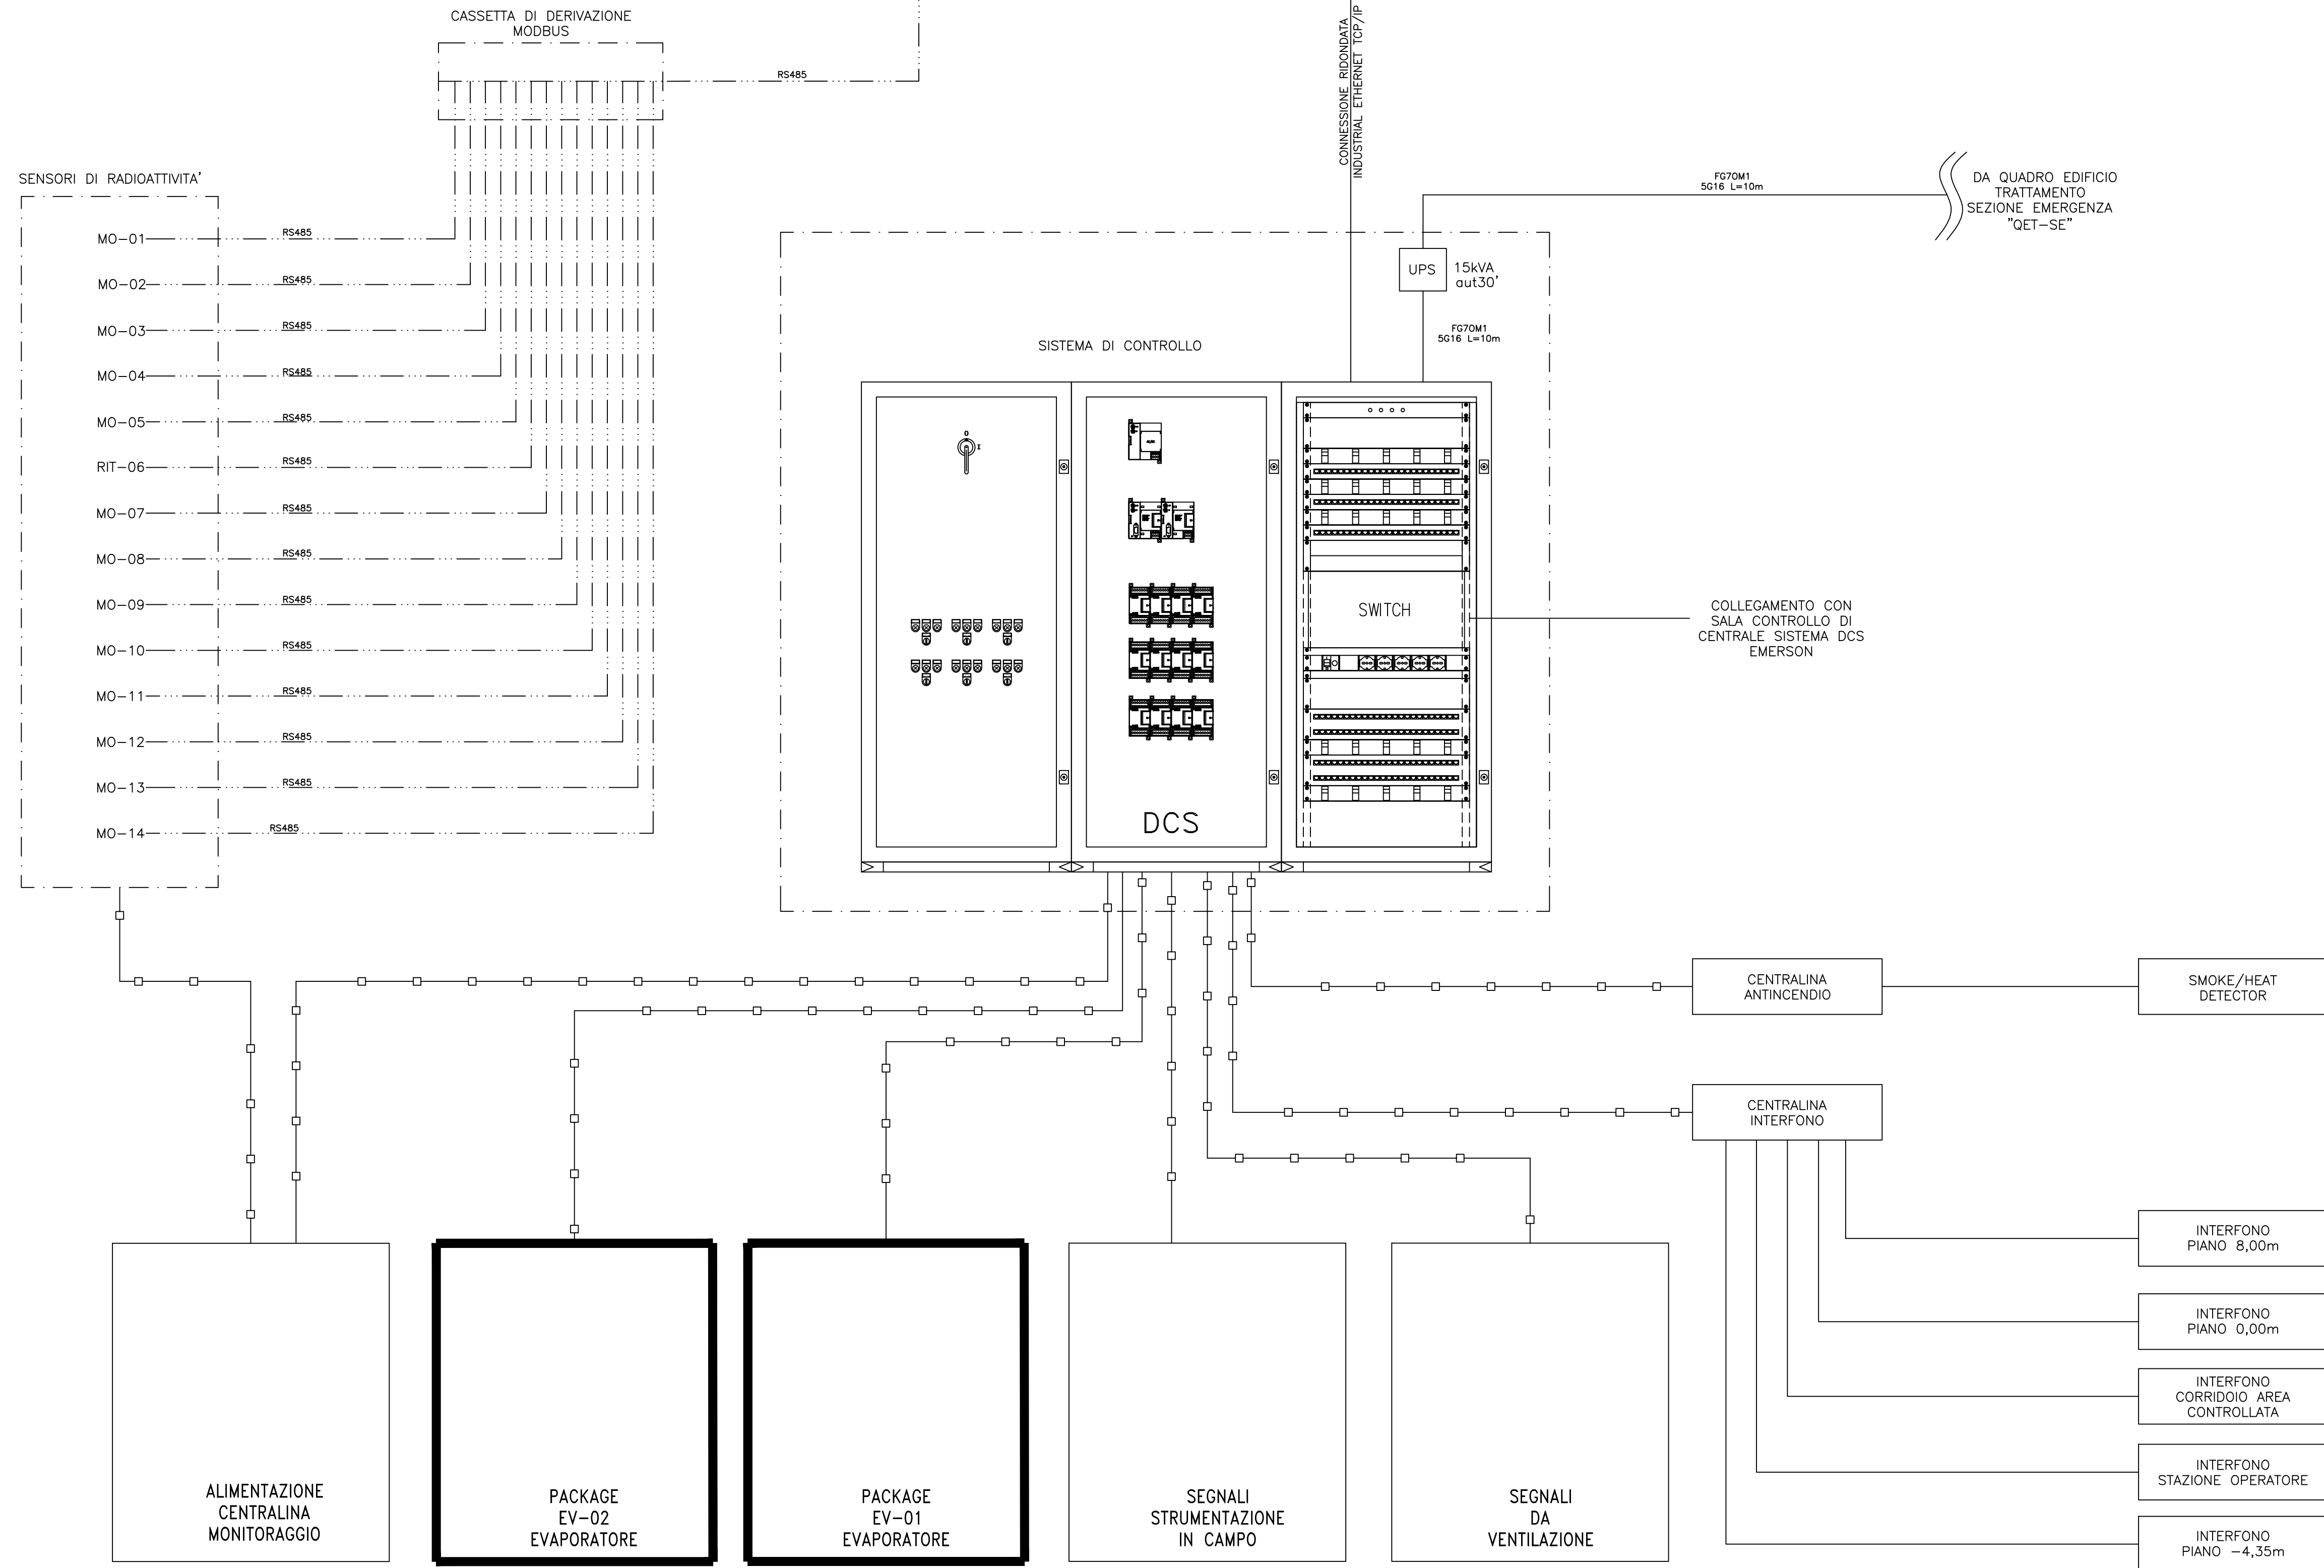 CASSETTA DI DERIVAZIONE
MODBUS
RS485
CONNESSIONE RIDONDATA
INDUSTRIAL ETHERNET TCP/IP
SENSORI DI RADIOATTIVITA'
MO-01
RS485
MO-02
RS485
MO-03
RS485
MO-04
RS485
MO-05
RS485
RIT-06
RS485
MO-07
RS485
MO-08
RS485
MO-09
RS485
MO-10
RS485
MO-11
RS485
MO-12
RS485
MO-13
RS485
MO-14
RS485
FG7OM1
5G16 L=10m
DA QUADRO EDIFICIO
TRATTAMENTO
SEZIONE EMERGENZA
"QET-SE"
UPS
15kVA
aut30'
FG7OM1
5G16 L=10m
SISTEMA DI CONTROLLO
O
I
DCS
SWITCH
COLLEGAMENTO CON
SALA CONTROLLO DI
CENTRALE SISTEMA DCS
EMERSON
CENTRALINA
ANTINCENDIO
SMOKE/HEAT
DETECTOR
CENTRALINA
INTERFONO
INTERFONO
PIANO 8,00m
INTERFONO
PIANO 0,00m
INTERFONO
CORRIDOIO AREA
CONTROLLATA
INTERFONO
STAZIONE OPERATORE
INTERFONO
PIANO -4,35m
ALIMENTAZIONE
CENTRALINA
MONITORAGGIO
PACKAGE
EV-02
EVAPORATORE
PACKAGE
EV-01
EVAPORATORE
SEGNALI
STRUMENTAZIONE
IN CAMPO
SEGNALI
DA
VENTILAZIONE